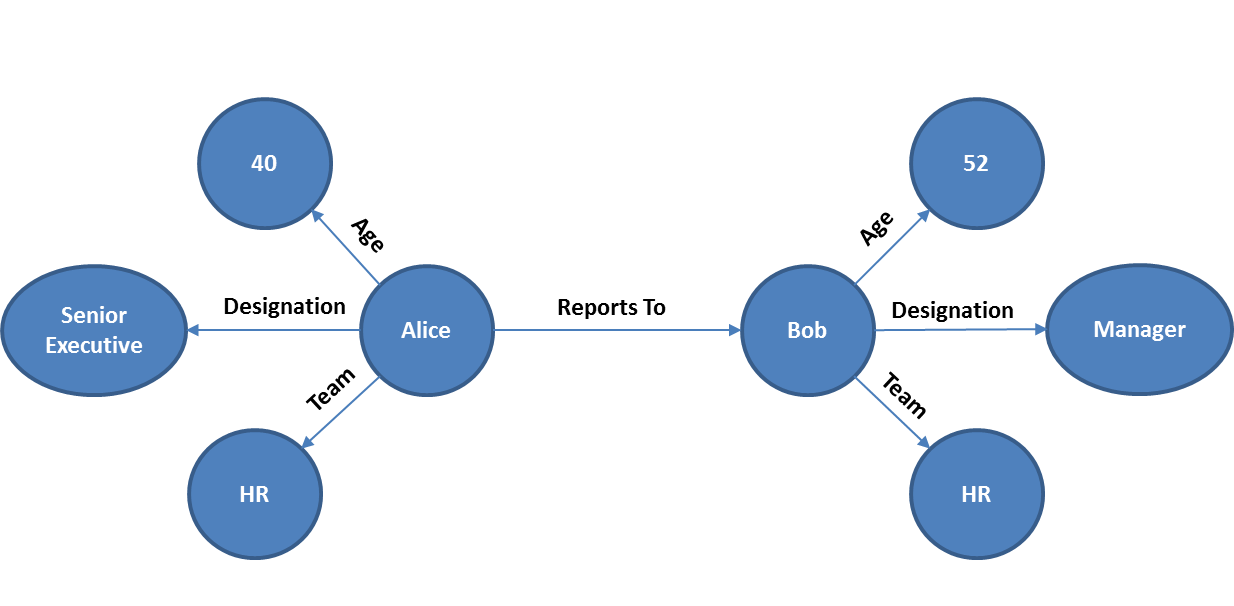 40
52
Age
Age
Senior
Executive
Designation
Alice
Reports To
Bob
Designation
Manager
Team
Team
HR
HR